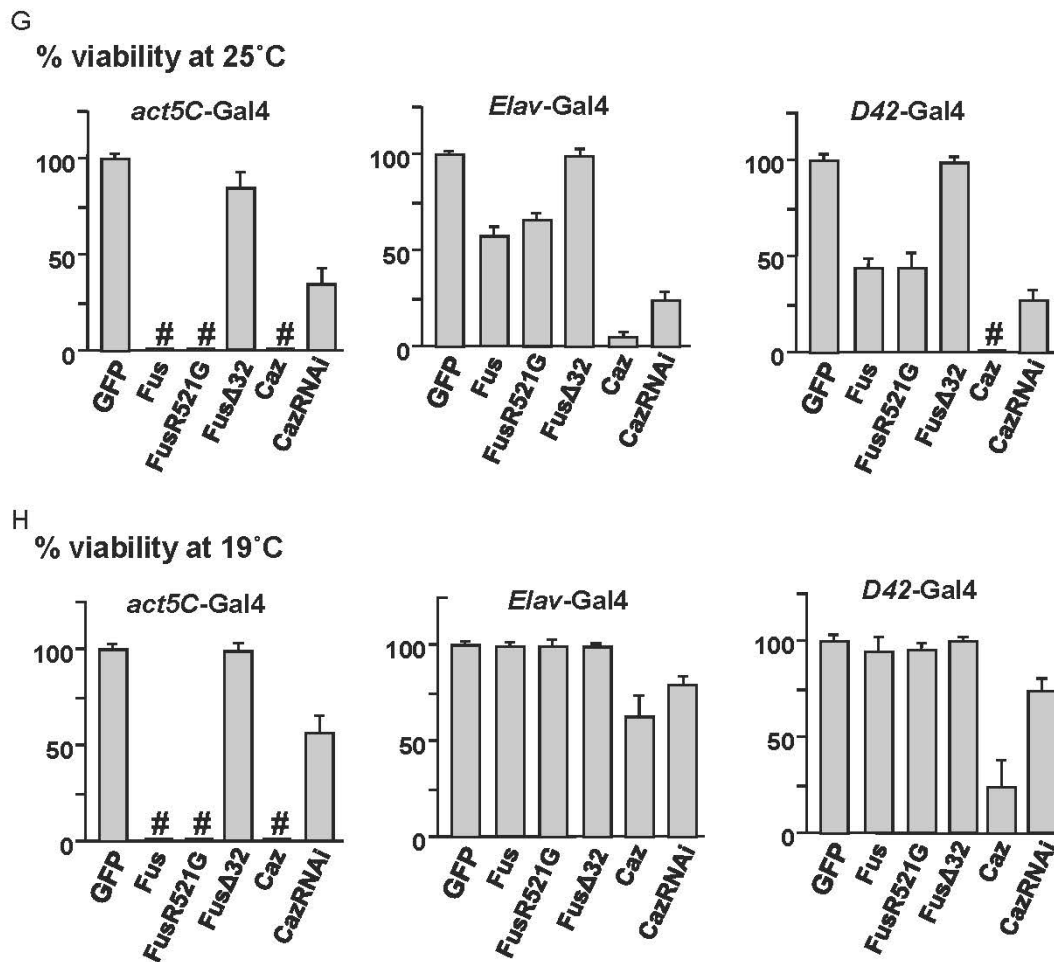 G
% viability at 25˚C
act5C-Gal4
100
50
0
# # #
GFP
Fus
FusR521G
FusΔ32
Caz
CazRNAi
Elav-Gal4
100
50
0
GFP
Fus
FusR521G
FusΔ32
Caz
CazRNAi
D42-Gal4
100
50
0
#
GFP
Fus
FusR521G
FusΔ32
Caz
CazRNAi
H
% viability at 19˚C
act5C-Gal4
100
50
0
# # #
GFP
Fus
FusR521G
FusΔ32
Caz
CazRNAi
Elav-Gal4
100
50
0
GFP
Fus
FusR521G
FusΔ32
Caz
CazRNAi
D42-Gal4
100
50
0
GFP
Fus
FusR521G
FusΔ32
Caz
CazRNAi